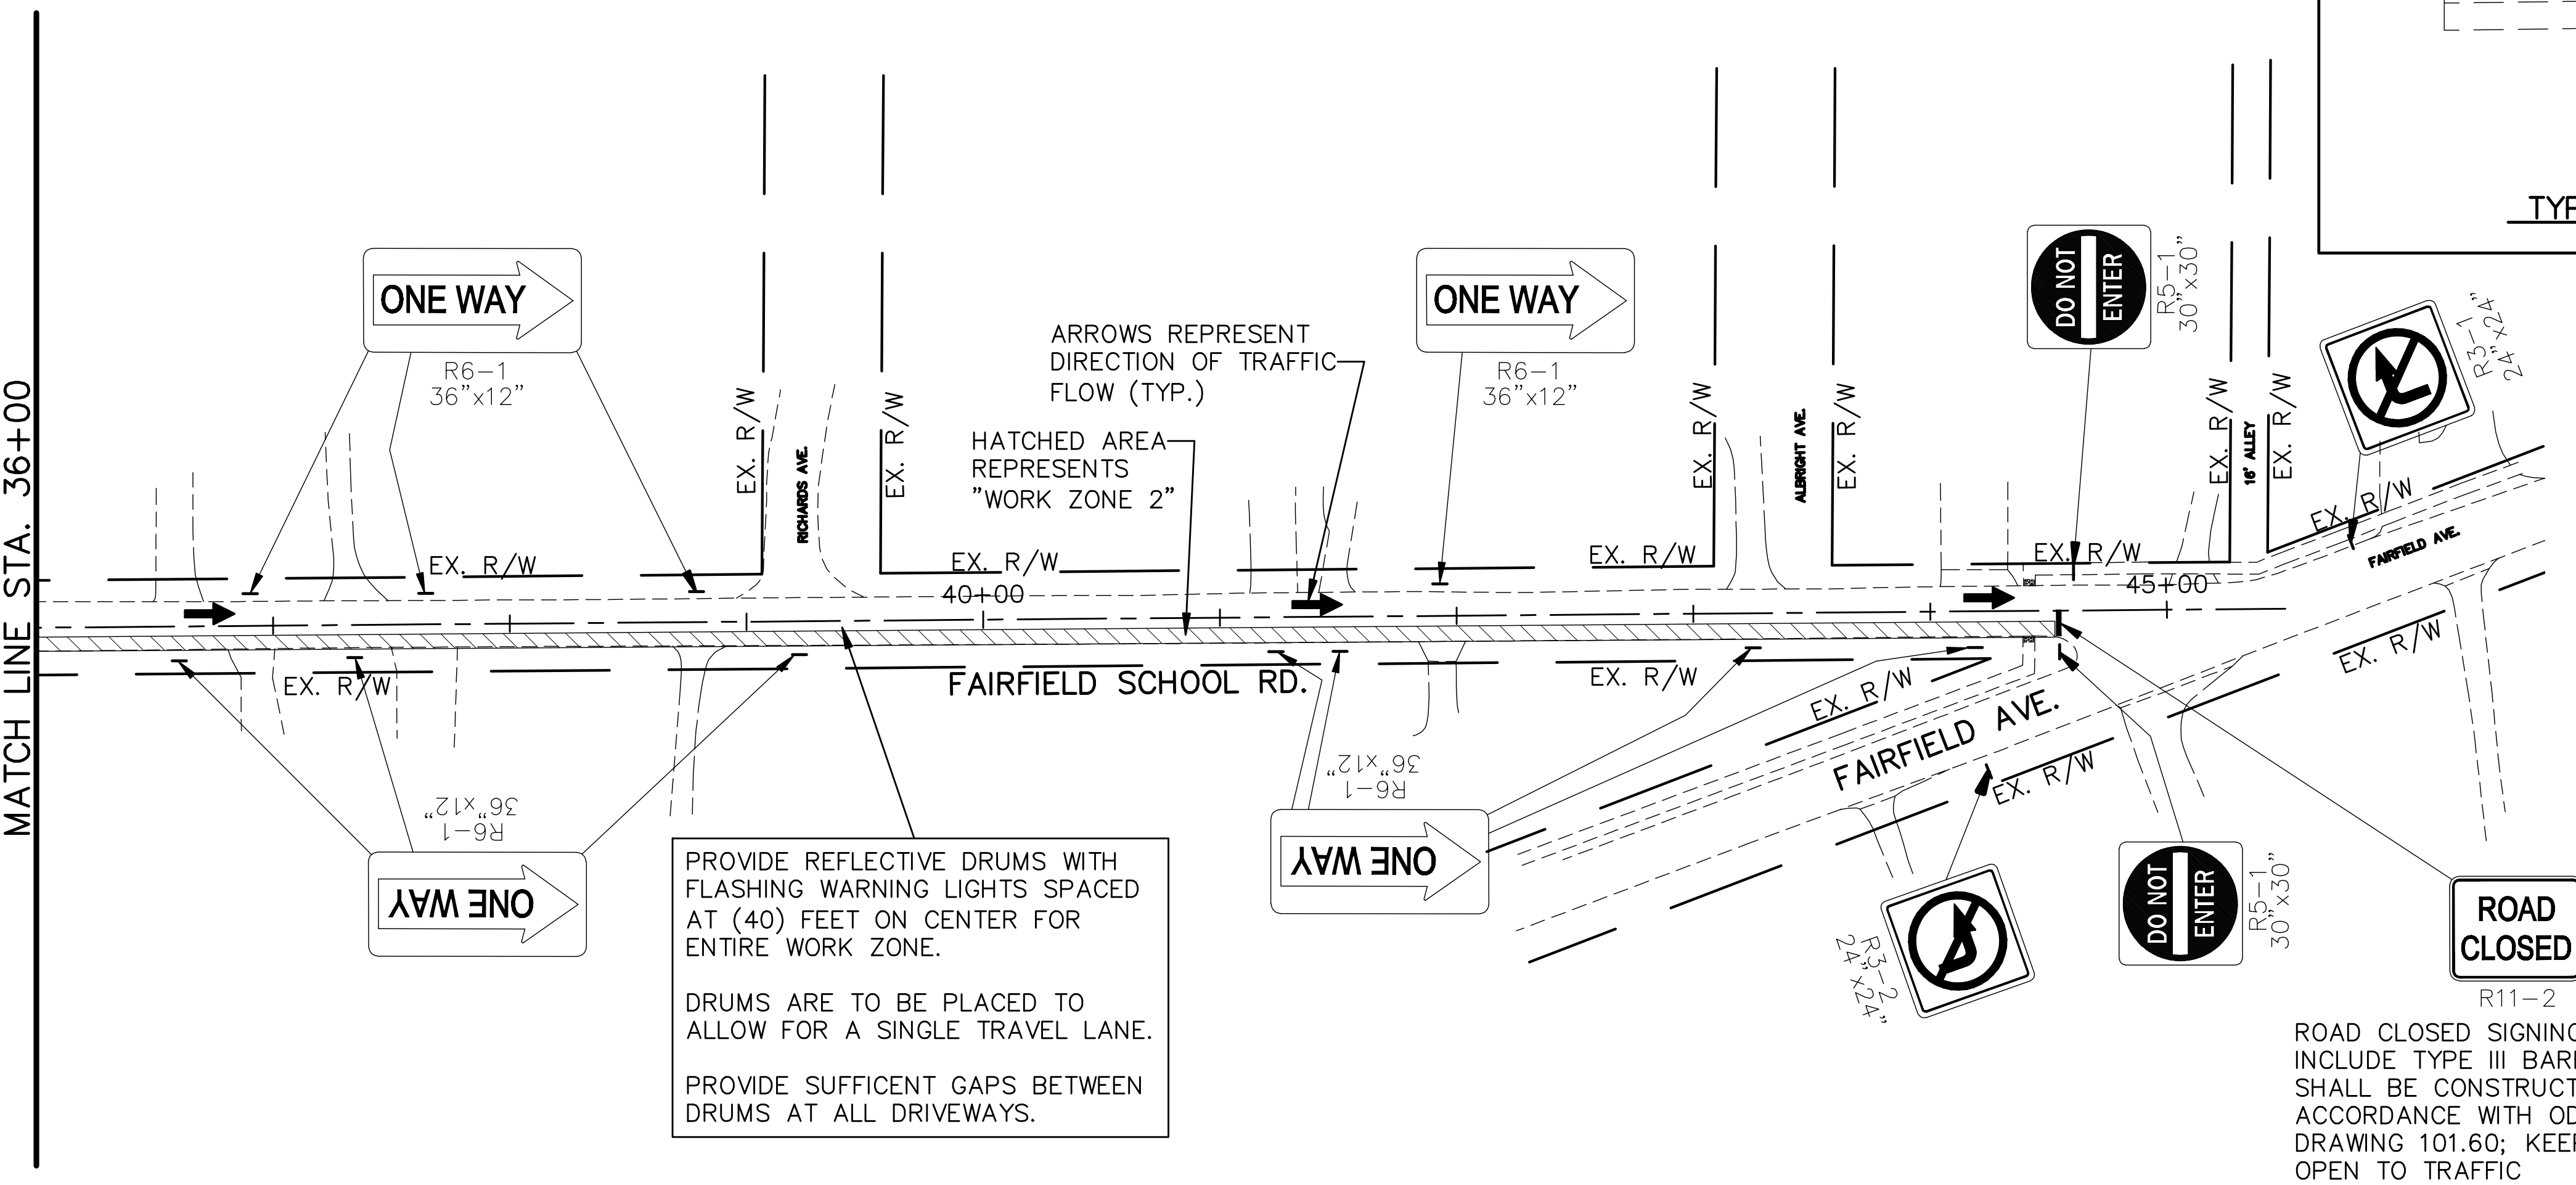 MATCH LINE STA. 36+00
ONE WAY
R6-1
36"x12"
EX. R/W
EX. R/W
RICHARDS AVE.
EX. R/W
ARROWS REPRESENT
DIRECTION OF TRAFFIC
FLOW (TYP.)
HATCHED AREA
REPRESENTS
"WORK ZONE 2"
EX. R/W
40+00
ONE WAY
R6-1
36"x12"
EX. R/W
EX. R/W
ALBRIGHT AVE.
EX. R/W
DO NOT
ENTER
R5-1
30"x30"
EX. R/W
45+00
EX. R/W
16' ALLEY
EX. R/W
TYP
R3-1
24"x24"
EX. R/W
FAIRFIELD AVE.
EX. R/W
EX. R/W
FAIRFIELD SCHOOL RD.
EX. R/W
EX. R/W
FAIRFIELD AVE.
EX. R/W
R6-1
36"x12"
ONE WAY
PROVIDE REFLECTIVE DRUMS WITH
FLASHING WARNING LIGHTS SPACED
AT (40) FEET ON CENTER FOR
ENTIRE WORK ZONE.
DRUMS ARE TO BE PLACED TO
ALLOW FOR A SINGLE TRAVEL LANE.
PROVIDE SUFFICENT GAPS BETWEEN
DRUMS AT ALL DRIVEWAYS.
R6-1
36"x12"
ONE WAY
R3-2
24"x24"
DO NOT
ENTER
R5-1
30"x30"
ROAD
CLOSED
R11-2
ROAD CLOSED SIGNING
INCLUDE TYPE III BARR
SHALL BE CONSTRUCT
ACCORDANCE WITH OD
DRAWING 101.60; KEEP
OPEN TO TRAFFIC